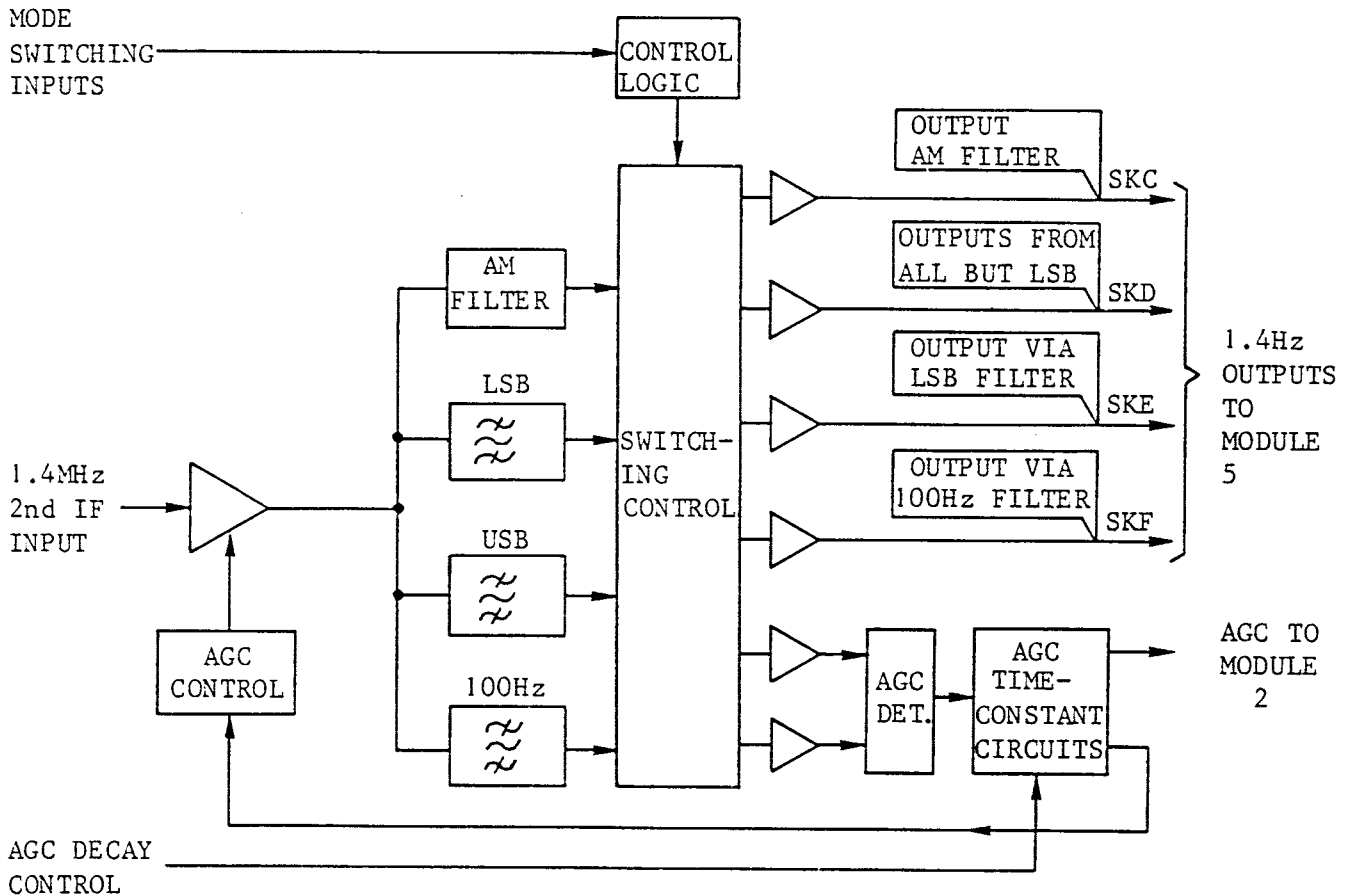 MODE
SWITCHING
INPUTS
CONTROL
LOGIC
OUTPUT
AM FILTER
SKC
OUTPUTS FROM
ALL BUT LSB
SKD
OUTPUT VIA
LSB FILTER
SKE
OUTPUT VIA
100Hz FILTER
SKF
1.4Hz
OUTPUTS
TO
MODULE
5
AM
FILTER
LSB
USB
100Hz
SWITCH-
ING
CONTROL
1.4MHz
2nd IF
INPUT
AGC
CONTROL
AGC
DET.
AGC
TIME-
CONSTANT
CIRCUITS
AGC TO
MODULE
2
AGC DECAY
CONTROL